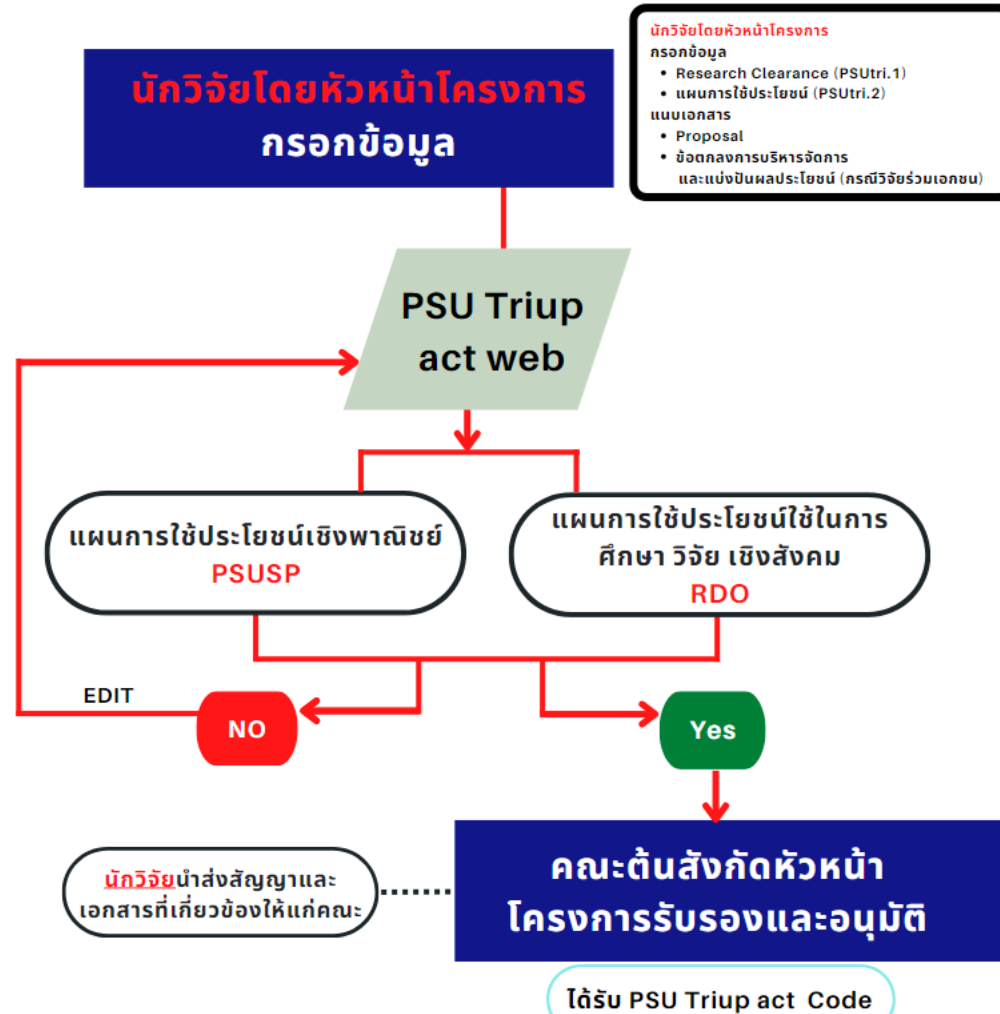 นักวิจัยโดยหัวหน้าโครงการ
กรอกข้อมูล
นักวิจัยโดยหัวหน้าโครงการ
กรอกข้อมูล
• Research Clearance (PSUtri.1)
• แผนการใช้ประโยชน์ (PSUtri.2)
แนบเอกสาร
• Proposal
• ข้อตกลงการบริหารจัดการ
และแบ่งปันผลประโยชน์ (กรณีวิจัยร่วมเอกชน)
PSU Triup
act web
แผนการใช้ประโยชน์เชิงพาณิชย์
PSUSP
แผนการใช้ประโยชน์ใช้ในการ
ศึกษา วิจัย เชิงสังคม
RDO
EDIT
NO
Yes
นักวิจัยนำส่งสัญญาและ
เอกสารที่เกี่ยวข้องให้แก่คณะ
คณะต้นสังกัดหัวหน้า
โครงการรับรองและอนุมัติ
ได้รับ PSU Triup act Code